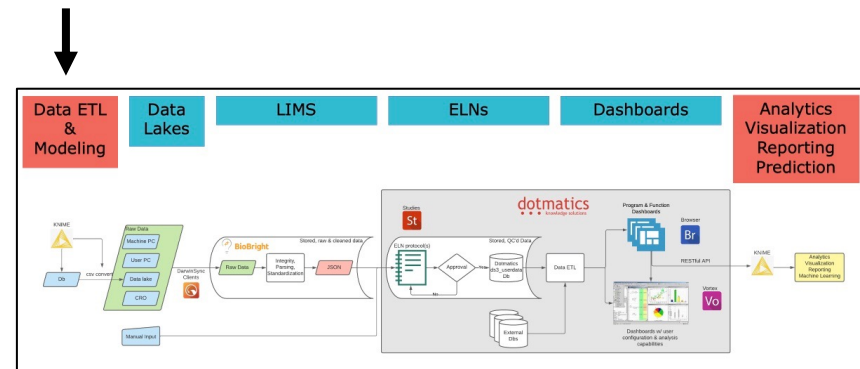 Data ETL
&
Modeling
Data
Lakes
LIMS
ELNs
Dashboards
Analytics
Visualization
Reporting
Prediction
KNIME
Db
csv convert
Raw Data
Machine PC
User PC
Data lake
CRO
Manual Input
DarwinSync
Clients
BioBright
Stored, raw & cleaned data
Raw Data
Integrity,
Parsing,
Standardization
JSON
Studies
St
ELN protocol(s)
dotmatics
knowledge solutions
Stored, QC'd Data
Approval
Yes
No
Dotmatics
ds3_userdata
Db
External
Dbs
Data ETL
Program & Function
Dashboards
Browser
Br
RESTful API
Vortex
Vo
Dashboards w/ user
configuration & analysis
capabilities
KNIME
Analytics
Visualization
Reporting
Machine Learning